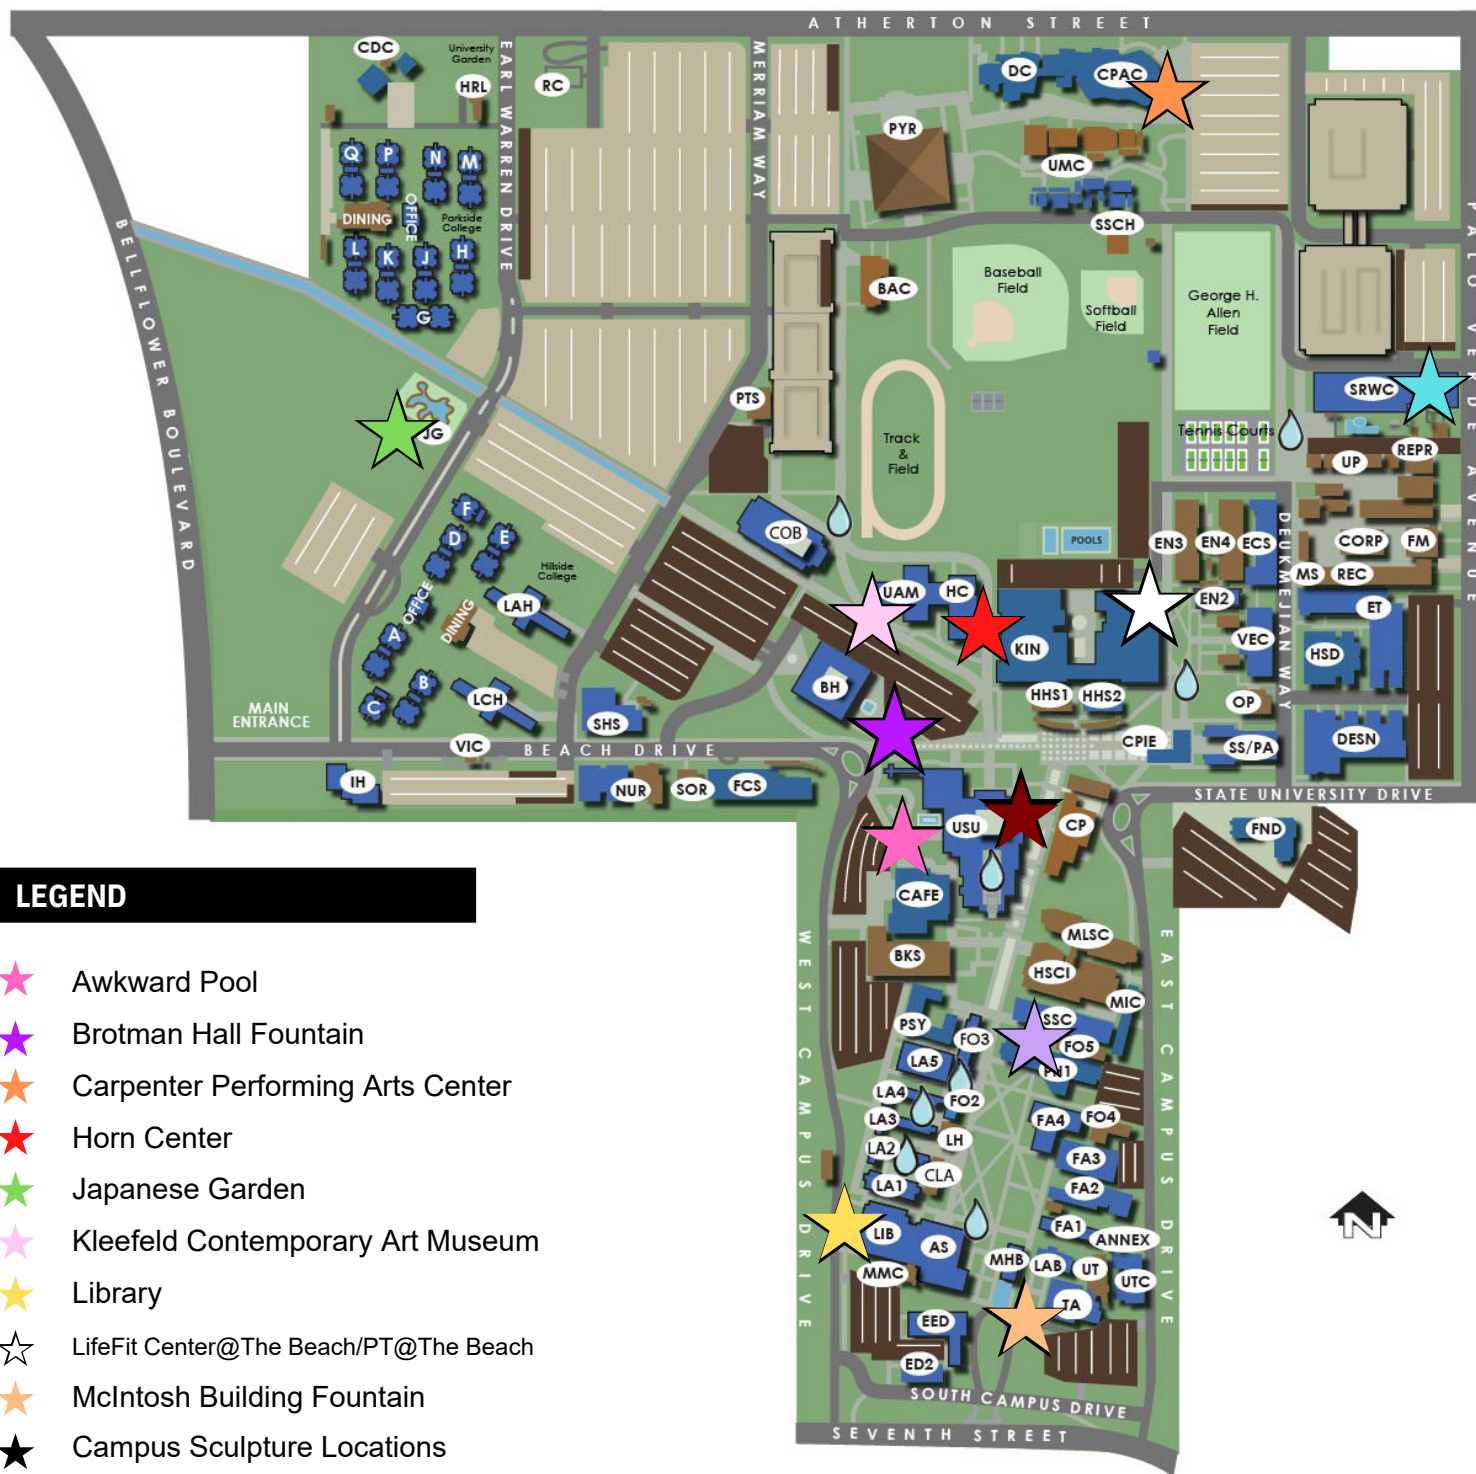 ATHERTON STREET
CDC
University
Garden
HRL
EARL WARREN DRIVE
RC
MERRIAM WAY
DC
CPAC
PYR
UMC
SSCH
Q
P
N
M
DINING
OFFICE
Parkside
College
L
K
J
H
G
BELLFLOWER BOULEVARD
PALO VERDE AVENUE
BAC
Baseball
Field
Softball
Field
George H.
Allen
Field
SRWC
PTS
JG
Track
&
Field
Tennis Courts
REPR
UP
F
D
E
COB
POOLS
EN3
EN4
ECS
DEUKMEJIAN WAY
CORP
FM
MS
REC
Hillside
College
OFFICE
LAH
DINING
UAM
HC
EN2
ET
A
KIN
VEC
HSD
B
C
LCH
BH
HHS1
HHS2
OP
MAIN
ENTRANCE
SHS
VIC
BEACH DRIVE
CPIE
SS/PA
DESN
IH
NUR
SOR
FCS
STATE UNIVERSITY DRIVE
POOL
USU
CP
FND
CAFE
LEGEND
WEST CAMPUS DRIVE
EAST CAMPUS DRIVE
MLSC
BKS
HSCI
MIC
PSY
SSC
FO3
FO5
LA5
PH1
LA4
FO2
LA3
FA4
FO4
LH
LA2
FA3
CLA
LA1
FA2
LIB
AS
FA1
ANNEX
MMC
MHB
LAB
UT
UTC
TA
EED
ED2
SOUTH CAMPUS DRIVE
SEVENTH STREET
N
Awkward Pool
Brotman Hall Fountain
Carpenter Performing Arts Center
Horn Center
Japanese Garden
Kleefeld Contemporary Art Museum
Library
LifeFit Center@The Beach/PT@The Beach
McIntosh Building Fountain
Campus Sculpture Locations